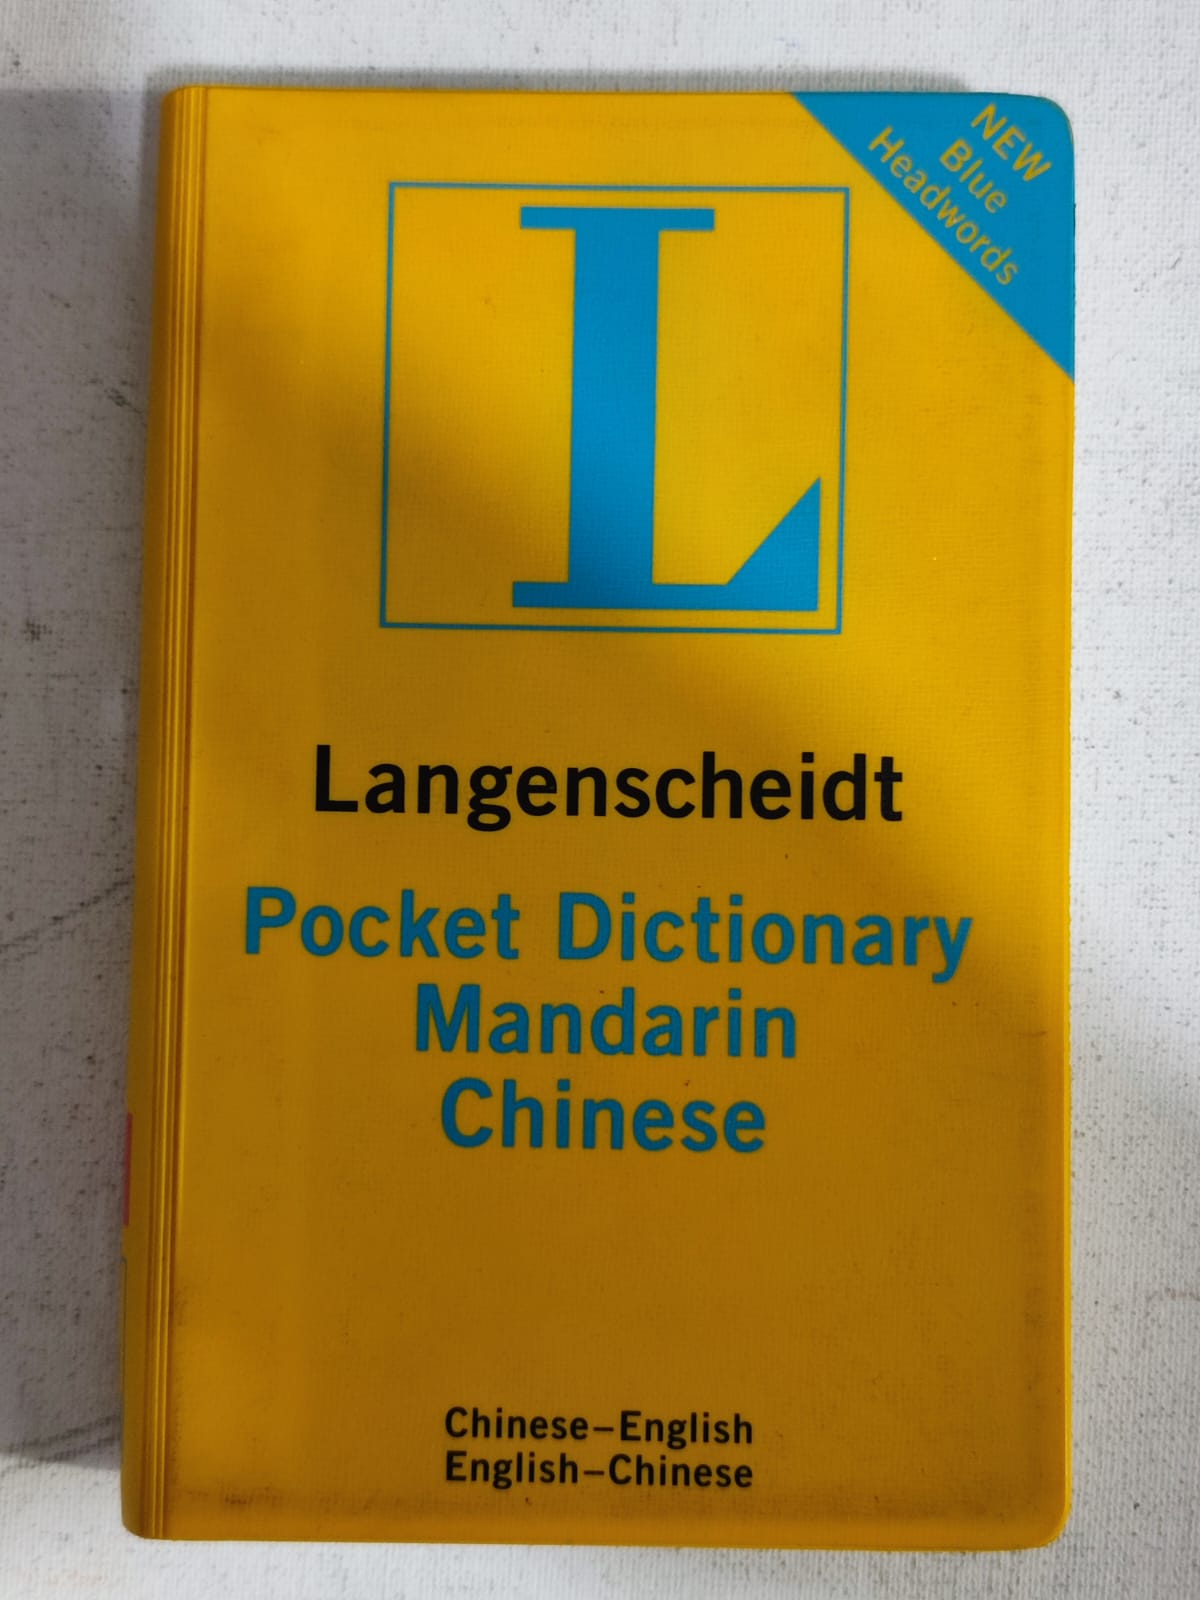 NEW
Blue
Headwords
L
Langenscheidt
Pocket Dictionary
Mandarin
Chinese
Chinese–English
English–Chinese